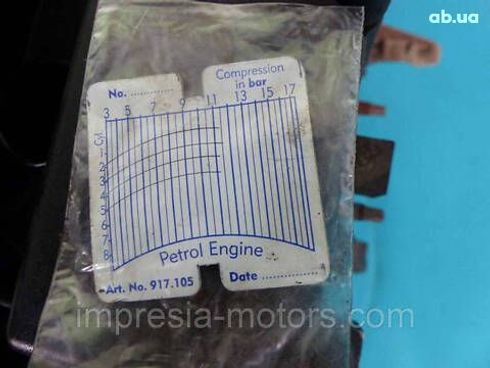 ab.ua
No. ............
Compression
in bar
3 5 7 9 11 13 15 17
Cyl
1
2
3
4
5
6
7
8
Petrol Engine
Art. No. 917.105
Date ...............
impresia-motors.com